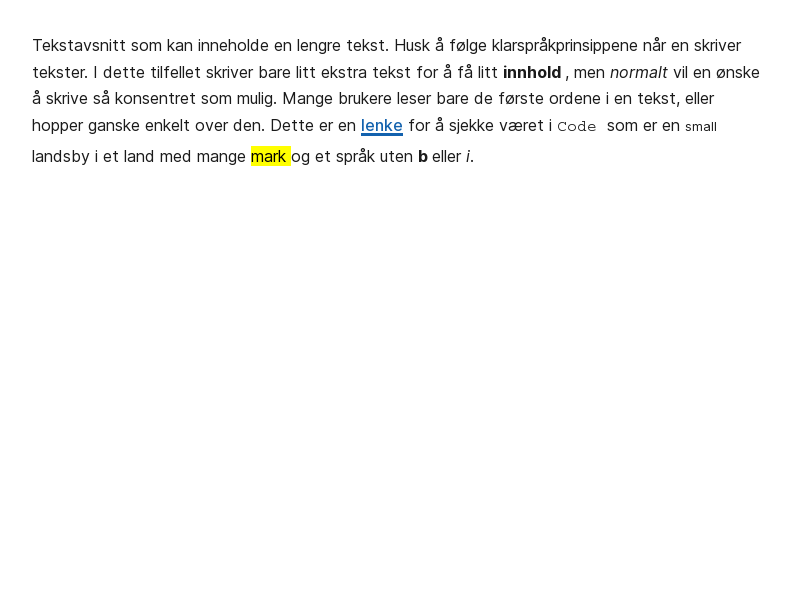 Tekstavsnitt som kan inneholde en lengre tekst. Husk å følge klarspråkprinsippene når en skriver
tekster. I dette tilfellet skriver bare litt ekstra tekst for å få litt innhold , men normalt vil en ønske
å skrive så konsentret som mulig. Mange brukere leser bare de første ordene i en tekst, eller
hopper ganske enkelt over den. Dette er en lenke for å sjekke været i Code som er en small
landsby i et land med mange mark og et språk uten b eller i.